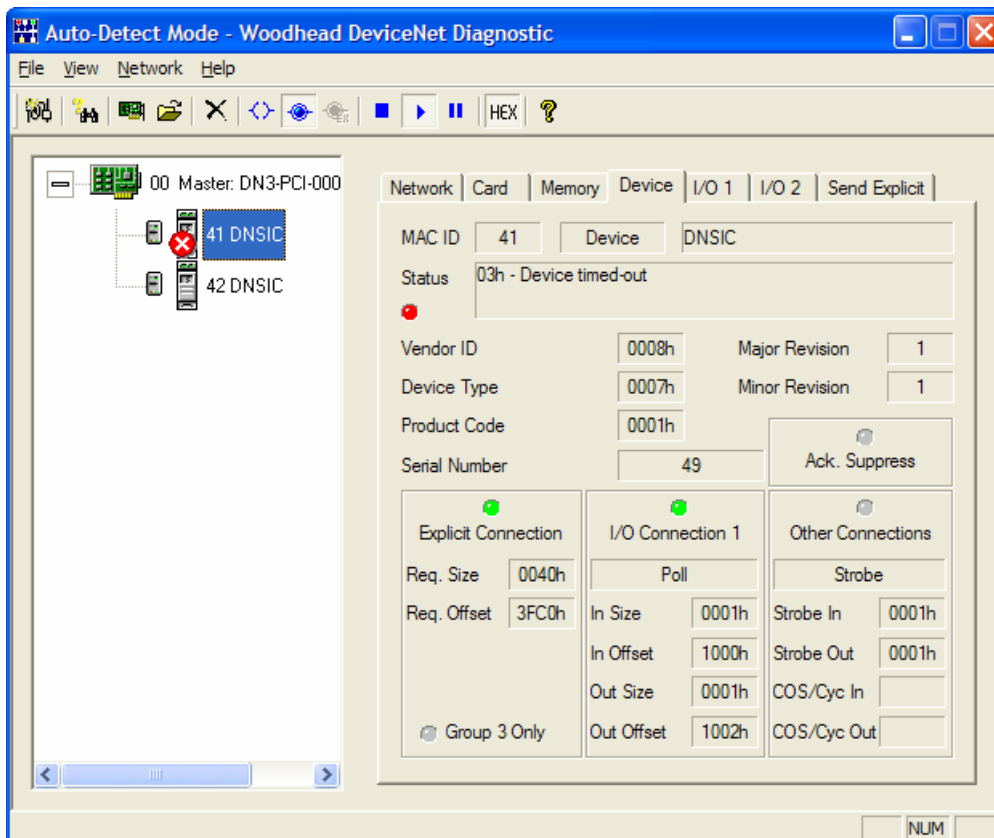 Auto-Detect Mode - Woodhead DeviceNet Diagnostic
File View Network Help
HEX
00 Master: DN3-PCI-000
41 DNSIC
42 DNSIC
Network Card Memory Device I/O 1 I/O 2 Send Explicit
MAC ID 41 Device DNSIC
Status 03h - Device timed-out
Vendor ID 0008h Major Revision 1
Device Type 0007h Minor Revision 1
Product Code 0001h
Serial Number 49 Ack. Suppress
Explicit Connection I/O Connection 1 Other Connections
Req. Size 0040h Poll Strobe
Req. Offset 3FC0h In Size 0001h Strobe In 0001h
In Offset 1000h Strobe Out 0001h
Out Size 0001h COS/Cyc In
Group 3 Only Out Offset 1002h COS/Cyc Out
NUM